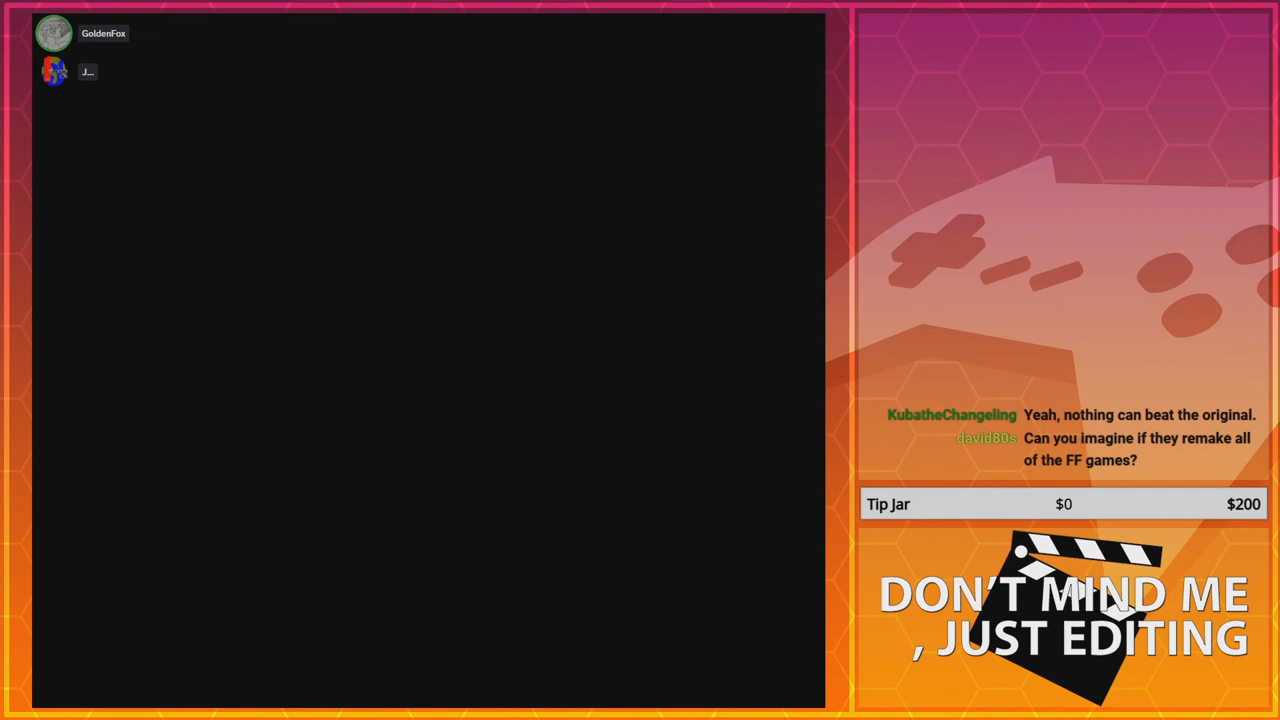 GoldenFox
J...
KubatheChangeling Yeah, nothing can beat the original.
david80s Can you imagine if they remake all
of the FF games?
Tip Jar $0 $200
DON'T MIND ME
, JUST EDITING